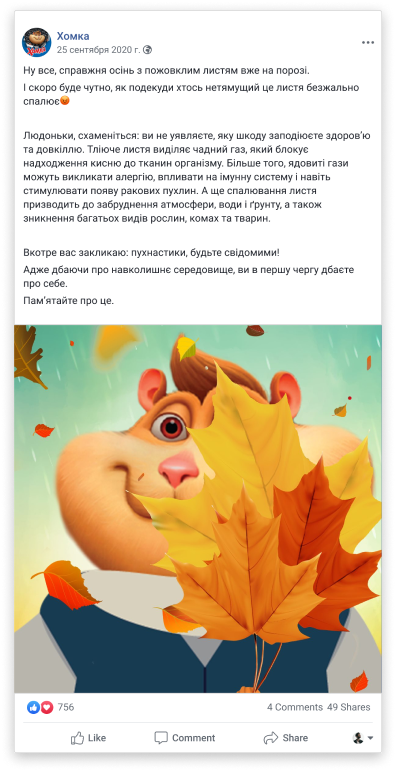 Хомка
25 сентября 2020 г.
Ну все, справжня осінь з пожовклим листям вже на порозі.
І скоро буде чутно, як подекуди хтось нетямущий це листя безжально
спалює
Людоньки, схаменіться: ви не уявляєте, яку шкоду заподіюєте здоров'ю
та довкіллю. Тліюче листя виділяє чадний газ, який блокує
надходження кисню до тканин організму. Більше того, ядовиті гази
можуть викликати алергію, впливати на імунну систему і навіть
стимулювати появу ракових пухлин. А ще спалювання листя
призводить до забруднення атмосфери, води і ґрунту, а також
зникнення багатьох видів рослин, комах та тварин.
Вкотре вас закликаю: пухнастики, будьте свідомими!
Адже дбаючи про навколишнє середовище, ви в першу чергу дбаєте
про себе.
Пам'ятайте про це.
756
4 Comments 49 Shares
Like Comment Share